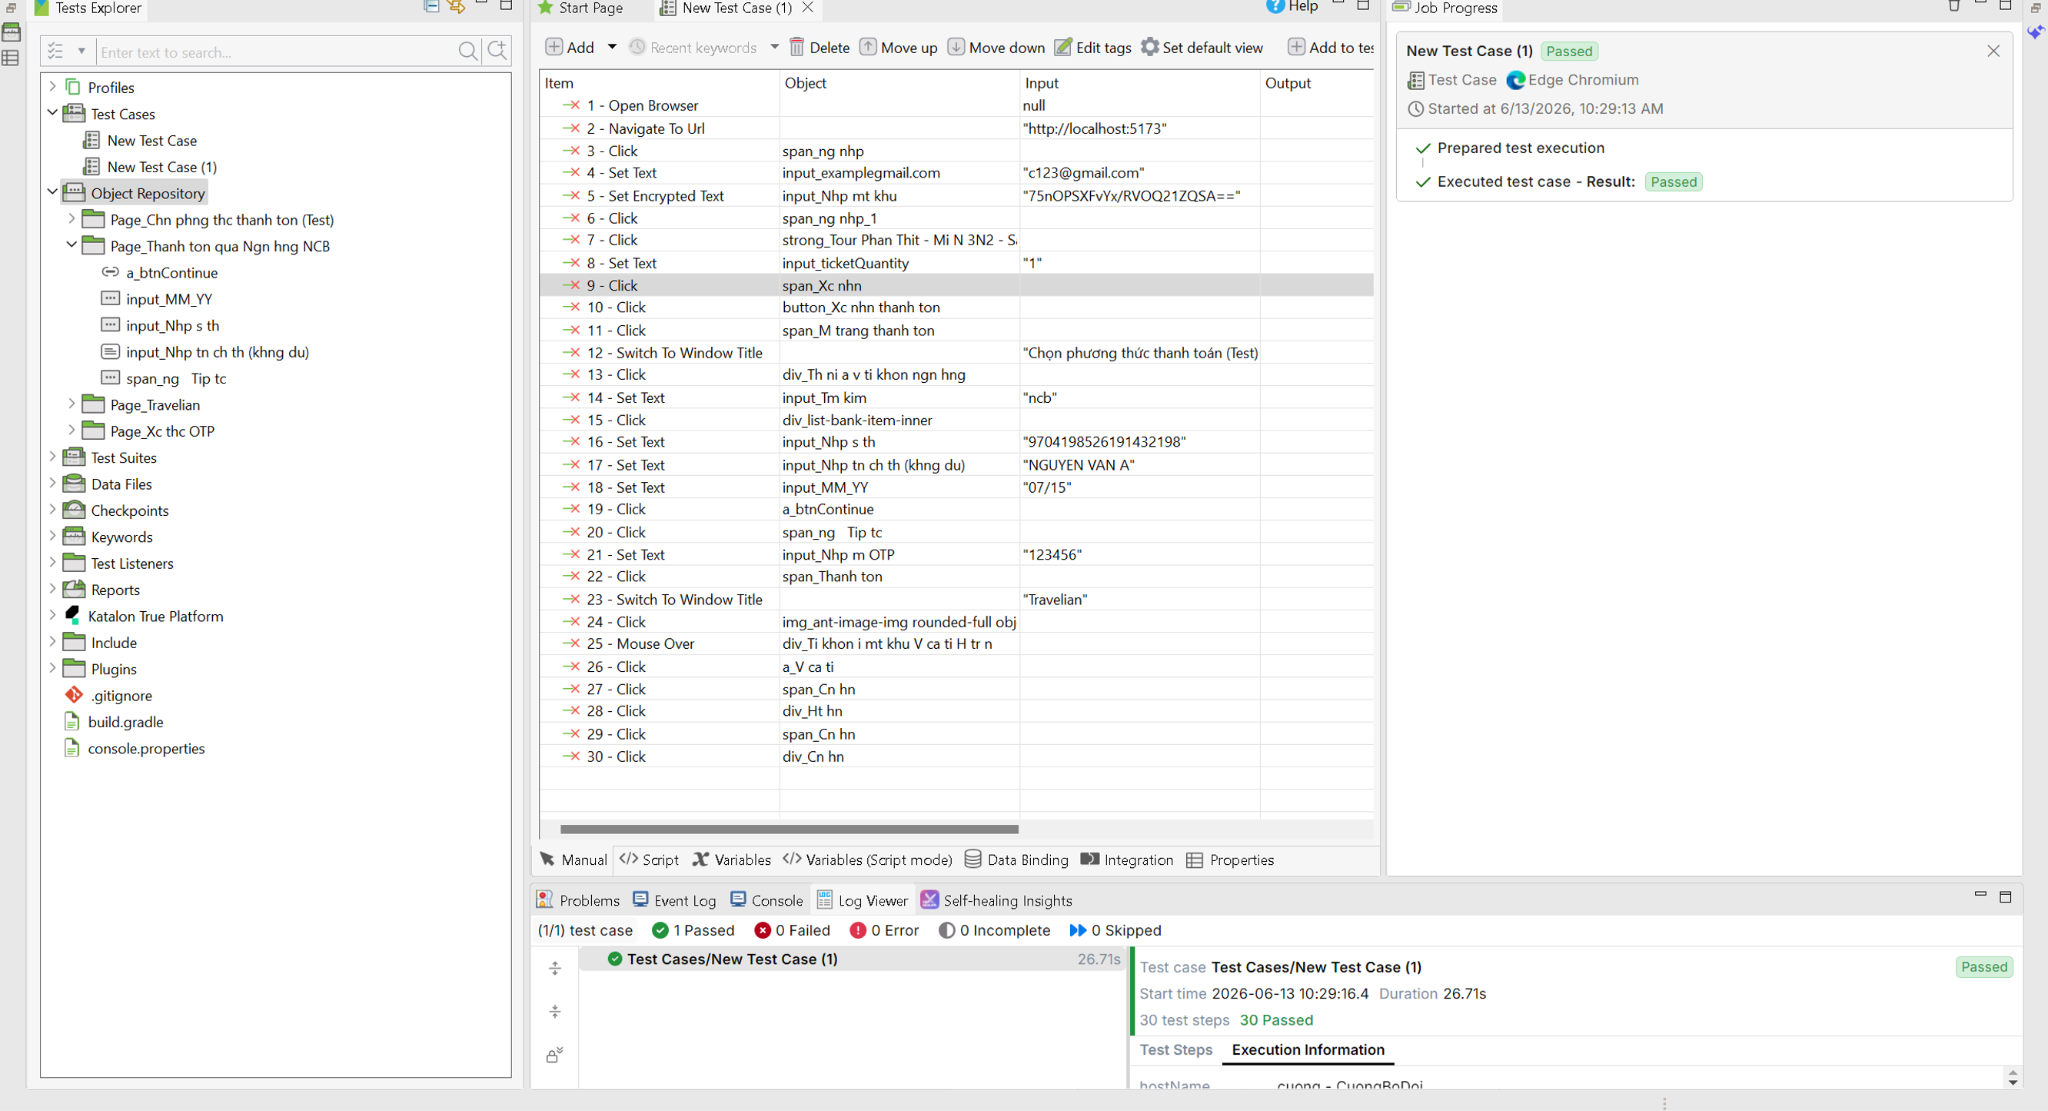 Tests Explorer
Enter text to search...
Profiles
Test Cases
New Test Case
New Test Case (1)
Object Repository
Page_Chn phng thc thanh ton (Test)
Page_Thanh ton qua Ngn hng NCB
a_btnContinue
input_MM_YY
input_Nhp s th
input_Nhp tn ch th (khng du)
span_ng   Tip tc
Page_Travelian
Page_Xc thc OTP
Test Suites
Data Files
Checkpoints
Keywords
Test Listeners
Reports
Katalon True Platform
Include
Plugins
.gitignore
build.gradle
console.properties
Start Page
New Test Case (1)
Help
Add
Recent keywords
Delete
Move up
Move down
Edit tags
Set default view
Add to tes
Item Object Input Output
1 - Open Browser null
2 - Navigate To Url "http://localhost:5173"
3 - Click span_ng nhp
4 - Set Text input_examplegmail.com "c123@gmail.com"
5 - Set Encrypted Text input_Nhp mt khu "75nOPSXFvYx/RVOQ21ZQSA=="
6 - Click span_ng nhp_1
7 - Click strong_Tour Phan Thit - Mi N 3N2 - S
8 - Set Text input_ticketQuantity "1"
9 - Click span_Xc nhn
10 - Click button_Xc nhn thanh ton
11 - Click span_M trang thanh ton
12 - Switch To Window Title "Chọn phương thức thanh toán (Test)
13 - Click div_Th ni a v ti khon ngn hng
14 - Set Text input_Tm kim "ncb"
15 - Click div_list-bank-item-inner
16 - Set Text input_Nhp s th "9704198526191432198"
17 - Set Text input_Nhp tn ch th (khng du) "NGUYEN VAN A"
18 - Set Text input_MM_YY "07/15"
19 - Click a_btnContinue
20 - Click span_ng   Tip tc
21 - Set Text input_Nhp m OTP "123456"
22 - Click span_Thanh ton
23 - Switch To Window Title "Travelian"
24 - Click img_ant-image-img rounded-full obj
25 - Mouse Over div_Ti khon i mt khu V ca ti H tr n
26 - Click a_V ca ti
27 - Click span_Cn hn
28 - Click div_Ht hn
29 - Click span_Cn hn
30 - Click div_Cn hn
Manual
Script
Variables
Variables (Script mode)
Data Binding
Integration
Properties
Job Progress
New Test Case (1) Passed
Test Case Edge Chromium
Started at 6/13/2026, 10:29:13 AM
Prepared test execution
Executed test case - Result: Passed
Problems
Event Log
Console
Log Viewer
Self-healing Insights
(1/1) test case 1 Passed 0 Failed 0 Error 0 Incomplete 0 Skipped
Test Cases/New Test Case (1) 26.71s
Test case Test Cases/New Test Case (1) Passed
Start time 2026-06-13 10:29:16.4 Duration 26.71s
30 test steps 30 Passed
Test Steps Execution Information
hostName cuong - CuongBoDoi